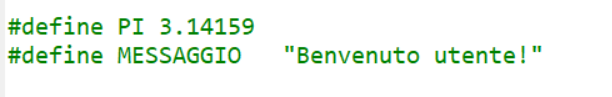 #define PI 3.14159
#define MESSAGGIO   "Benvenuto utente!"